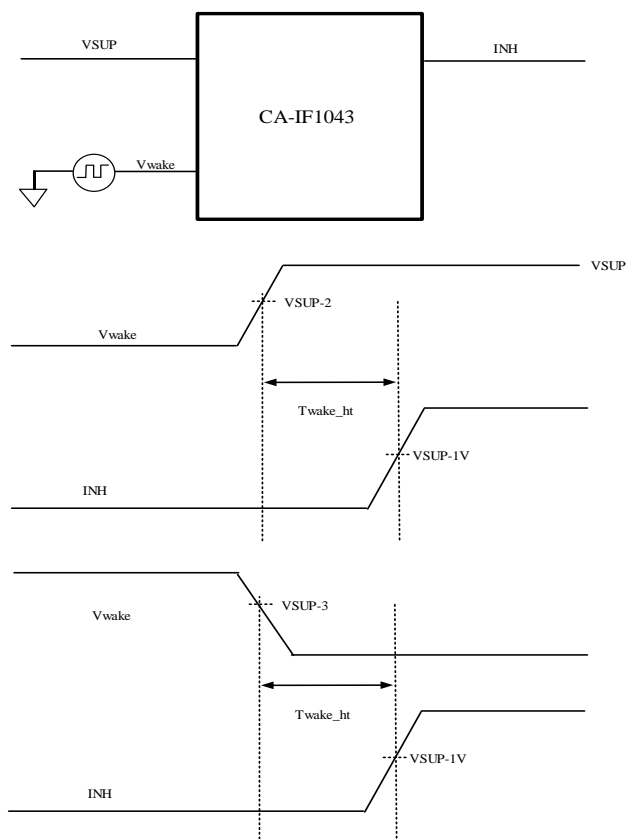 VSUP
INH
CA-IF1043
Vwake
VSUP
VSUP-2
Vwake
Twake_ht
VSUP-1V
INH
VSUP-3
Vwake
Twake_ht
VSUP-1V
INH